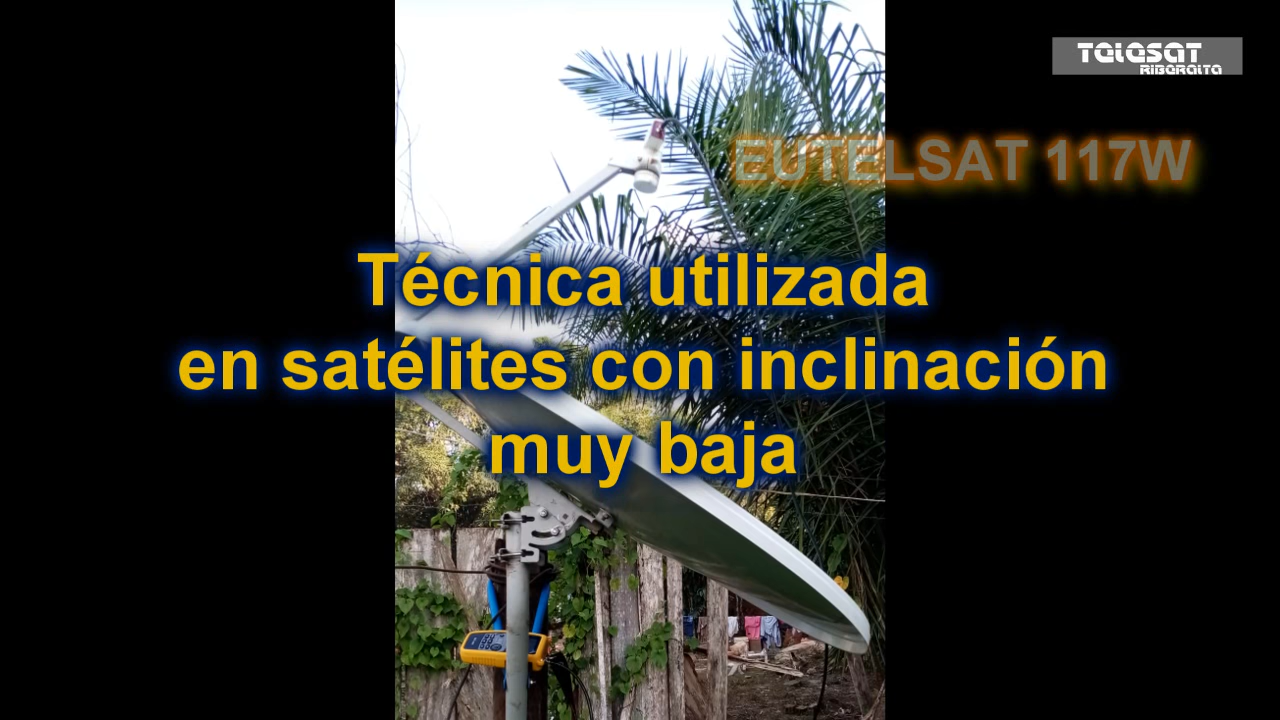 TELESAT
RIBERALTA
EUTELSAT 117W
Técnica utilizada
en satélites con inclinación
muy baja